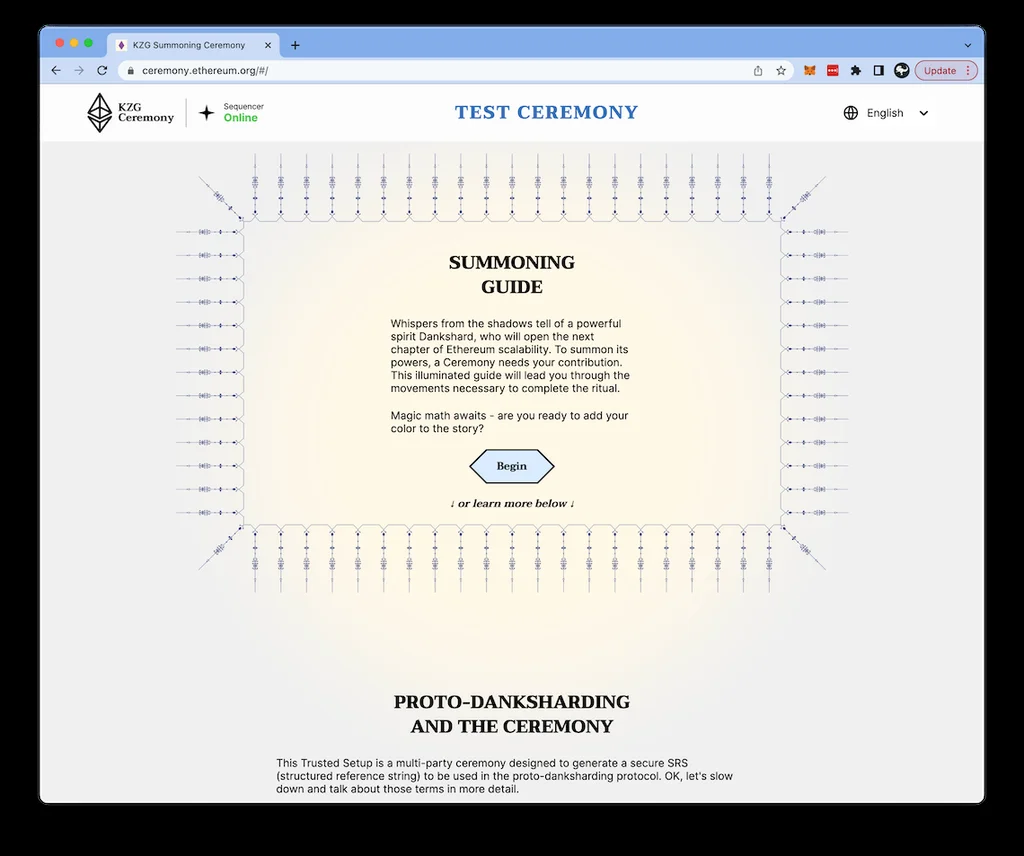 KZG Summoning Ceremony
ceremony.ethereum.org/#/
Update
KZG
Ceremony
Sequencer
Online
TEST CEREMONY
English
SUMMONING
GUIDE
Whispers from the shadows tell of a powerful
spirit Dankshard, who will open the next
chapter of Ethereum scalability. To summon its
powers, a Ceremony needs your contribution.
This illuminated guide will lead you through the
movements necessary to complete the ritual.
Magic math awaits - are you ready to add your
color to the story?
Begin
↓ or learn more below ↓
PROTO-DANKSHARDING
AND THE CEREMONY
This Trusted Setup is a multi-party ceremony designed to generate a secure SRS
(structured reference string) to be used in the proto-danksharding protocol. OK, let's slow
down and talk about those terms in more detail.